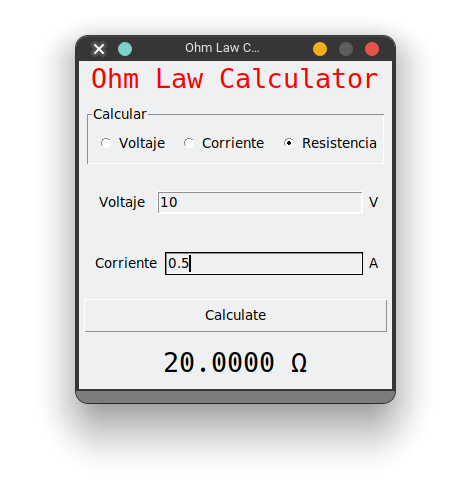 Ohm Law C...
Ohm Law Calculator
Calcular
Voltaje Corriente Resistencia
Voltaje 10 V
Corriente 0.5 A
Calculate
20.0000 Ω